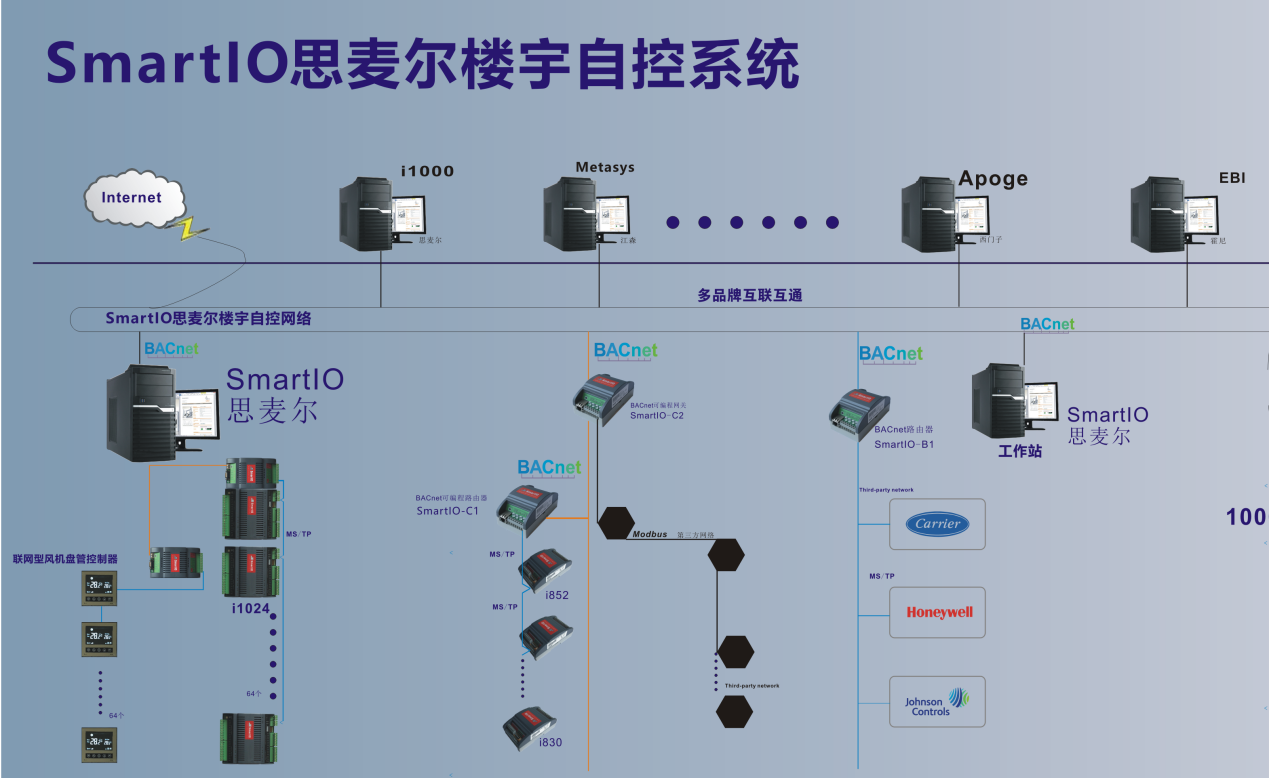 SmartIO思麦尔楼宇自控系统
Internet
i1000
思麦尔
Metasys
江森
Apoge
西门子
EBI
霍尼
多品牌互联互通
SmartIO思麦尔楼宇自控网络
BACnet
SmartIO
思麦尔
BACnet
BACnet可编程网关
SmartIO-C2
BACnet
BACnet路由器
SmartIO-B1
BACnet
SmartIO
思麦尔
工作站
BACnet
BACnet可编程路由器
SmartIO-C1
MS/TP
联网型风机盘管控制器
i1024
64个
64个
MS/TP
i852
MS/TP
i830
Modbus 第三方网络
Third-party network
Third-party network
Carrier
MS/TP
Honeywell
Johnson
Controls
100